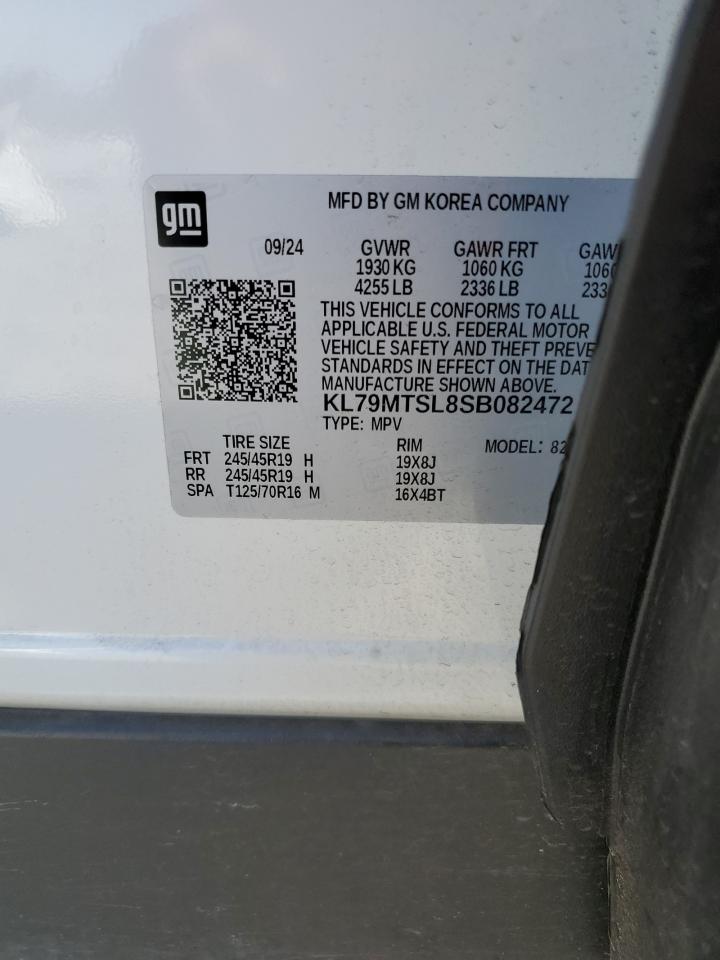 gm
MFD BY GM KOREA COMPANY
09/24 GVWR GAWR FRT
1930 KG 1060 KG
4255 LB 2336 LB
THIS VEHICLE CONFORMS TO ALL
APPLICABLE U.S. FEDERAL MOTOR
VEHICLE SAFETY AND THEFT
STANDARDS IN EFFECT ON THE
MANUFACTURE SHOWN ABOVE.
KL79MTSL8SB082472
TYPE: MPV
TIRE SIZE RIM MODEL:
FRT 245/45R19 H 19X8J
RR 245/45R19 H 19X8J
SPA T125/70R16 M 16X4BT